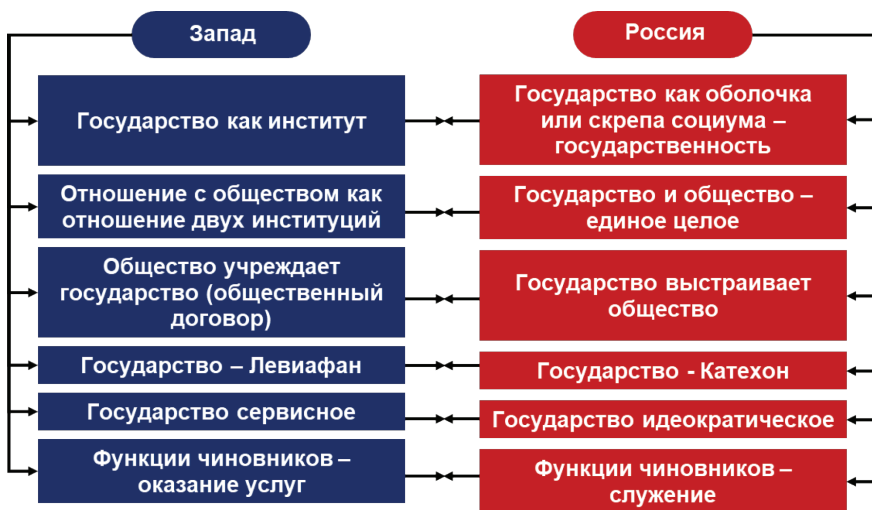 Запад
Россия
Государство как институт
Государство как оболочка
или скрепа социума –
государственность
Отношение с обществом как
отношение двух институций
Государство и общество –
единое целое
Общество учреждает
государство (общественный
договор)
Государство выстраивает
общество
Государство – Левиафан
Государство - Катехон
Государство сервисное
Государство идеократическое
Функции чиновников –
оказание услуг
Функции чиновников –
служение